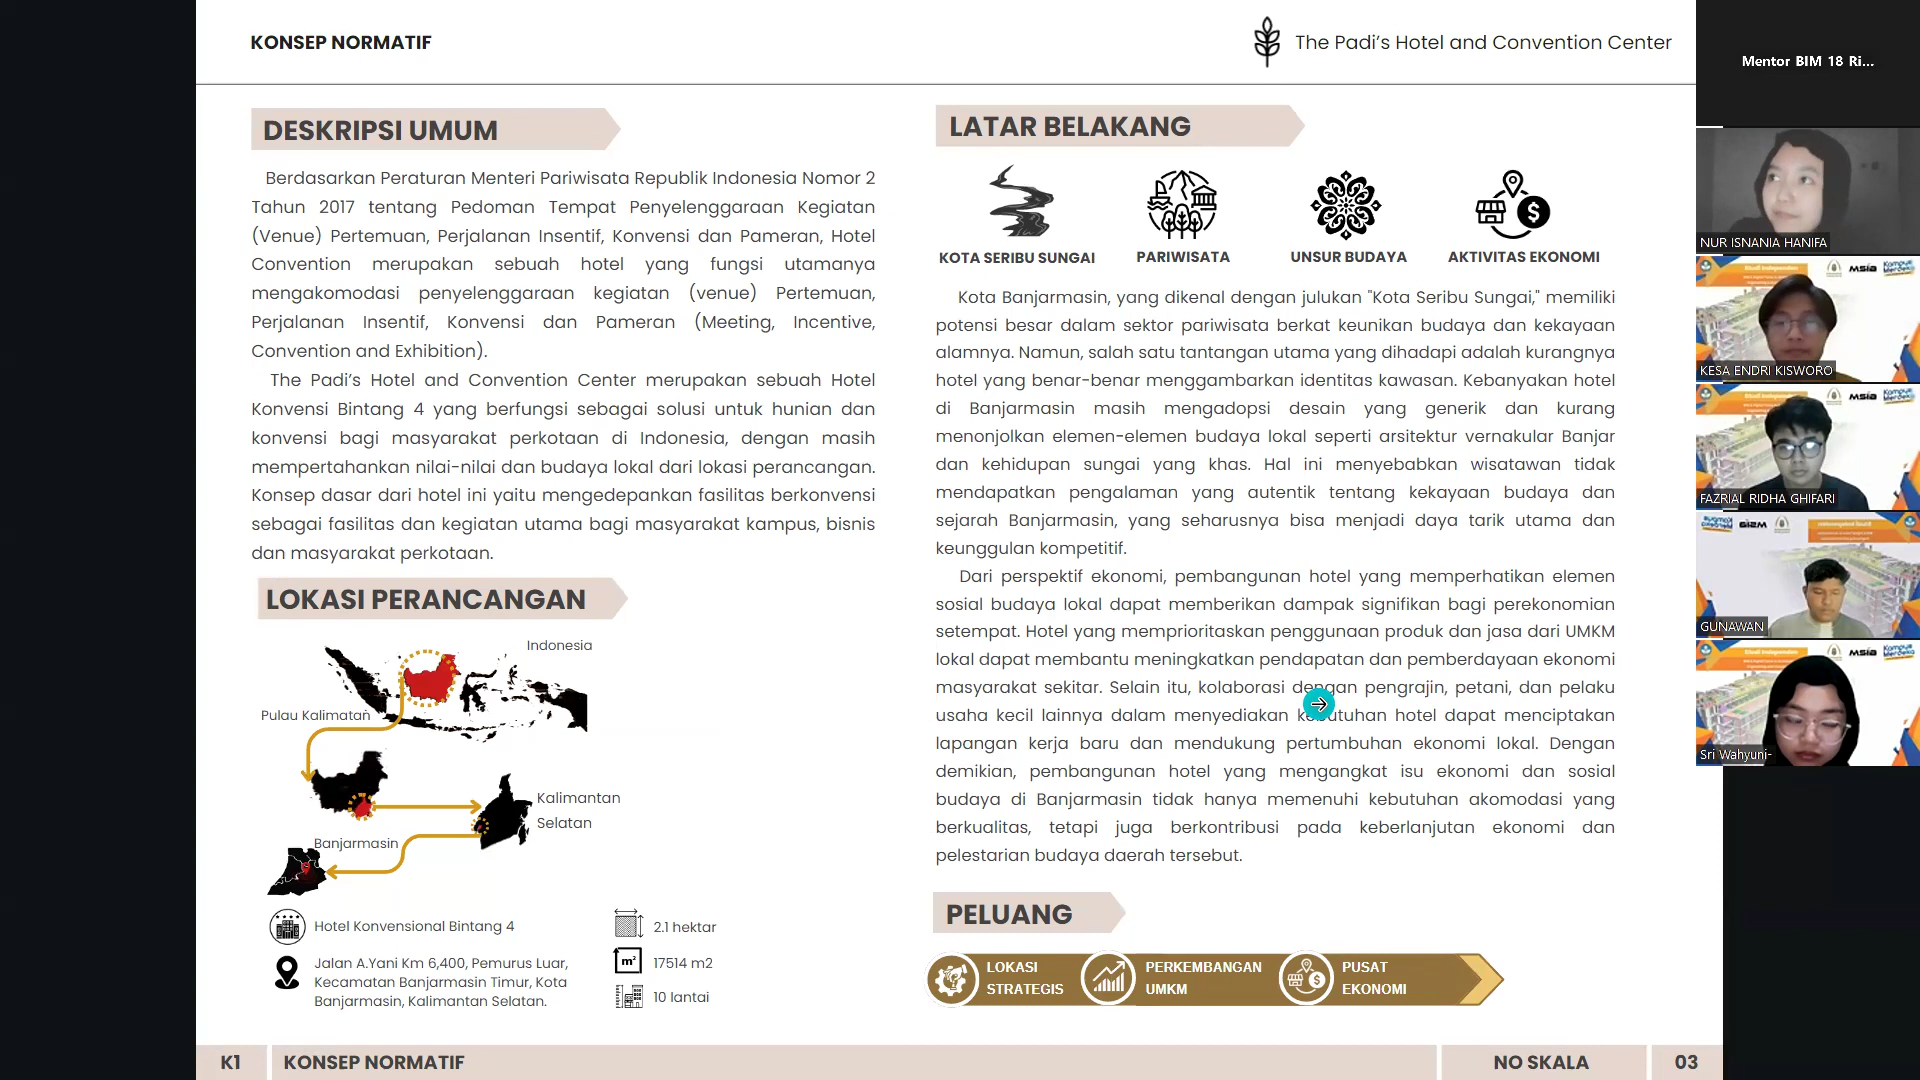 KONSEP NORMATIF
The Padi's Hotel and Convention Center
DESKRIPSI UMUM
Berdasarkan Peraturan Menteri Pariwisata Republik Indonesia Nomor 2
Tahun 2017 tentang Pedoman Tempat Penyelenggaraan Kegiatan
(Venue) Pertemuan, Perjalanan Insentif, Konvensi dan Pameran, Hotel
Convention merupakan sebuah hotel yang fungsi utamanya
mengakomodasi penyelenggaraan kegiatan (venue) Pertemuan,
Perjalanan Insentif, Konvensi dan Pameran (Meeting, Incentive,
Convention and Exhibition).
The Padi's Hotel and Convention Center merupakan sebuah Hotel
Konvensi Bintang 4 yang berfungsi sebagai solusi untuk hunian dan
konvensi bagi masyarakat perkotaan di Indonesia, dengan masih
mempertahankan nilai-nilai dan budaya lokal dari lokasi perancangan.
Konsep dasar dari hotel ini yaitu mengedepankan fasilitas berkonvensi
sebagai fasilitas dan kegiatan utama bagi masyarakat kampus, bisnis
dan masyarakat perkotaan.
LOKASI PERANCANGAN
Indonesia
Pulau Kalimatan
Kalimantan
Selatan
Banjarmasin
Hotel Konvensional Bintang 4
Jalan A.Yani Km 6,400, Pemurus Luar,
Kecamatan Banjarmasin Timur, Kota
Banjarmasin, Kalimantan Selatan.
2.1 hektar
m²
17514 m2
10 lantai
LATAR BELAKANG
KOTA SERIBU SUNGAI
PARIWISATA
UNSUR BUDAYA
AKTIVITAS EKONOMI
Kota Banjarmasin, yang dikenal dengan julukan "Kota Seribu Sungai," memiliki
potensi besar dalam sektor pariwisata berkat keunikan budaya dan kekayaan
alamnya. Namun, salah satu tantangan utama yang dihadapi adalah kurangnya
hotel yang benar-benar menggambarkan identitas kawasan. Kebanyakan hotel
di Banjarmasin masih mengadopsi desain yang generik dan kurang
menonjolkan elemen-elemen budaya lokal seperti arsitektur vernakular Banjar
dan kehidupan sungai yang khas. Hal ini menyebabkan wisatawan tidak
mendapatkan pengalaman yang autentik tentang kekayaan budaya dan
sejarah Banjarmasin, yang seharusnya bisa menjadi daya tarik utama dan
keunggulan kompetitif.
Dari perspektif ekonomi, pembangunan hotel yang memperhatikan elemen
sosial budaya lokal dapat memberikan dampak signifikan bagi perekonomian
setempat. Hotel yang memprioritaskan penggunaan produk dan jasa dari UMKM
lokal dapat membantu meningkatkan pendapatan dan pemberdayaan ekonomi
masyarakat sekitar. Selain itu, kolaborasi dengan pengrajin, petani, dan pelaku
usaha kecil lainnya dalam menyediakan kebutuhan hotel dapat menciptakan
lapangan kerja baru dan mendukung pertumbuhan ekonomi lokal. Dengan
demikian, pembangunan hotel yang mengangkat isu ekonomi dan sosial
budaya di Banjarmasin tidak hanya memenuhi kebutuhan akomodasi yang
berkualitas, tetapi juga berkontribusi pada keberlanjutan ekonomi dan
pelestarian budaya daerah tersebut.
PELUANG
LOKASI
STRATEGIS
PERKEMBANGAN
UMKM
PUSAT
EKONOMI
K1
KONSEP NORMATIF
NO SKALA
03
Mentor BIM 18 Ri...
NUR ISNANIA HANIFA
KESA ENDRI KISWORO
FAZRIAL RIDHA GHIFARI
GUNAWAN
Sri Wahyuni-